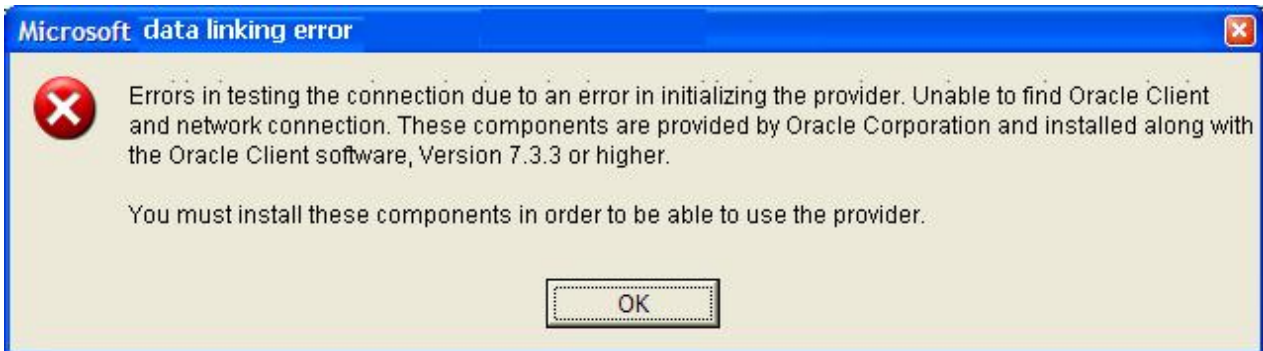 Microsoft data linking error
Errors in testing the connection due to an error in initializing the provider. Unable to find Oracle Client
and network connection. These components are provided by Oracle Corporation and installed along with
the Oracle Client software, Version 7.3.3 or higher.
You must install these components in order to be able to use the provider.
OK